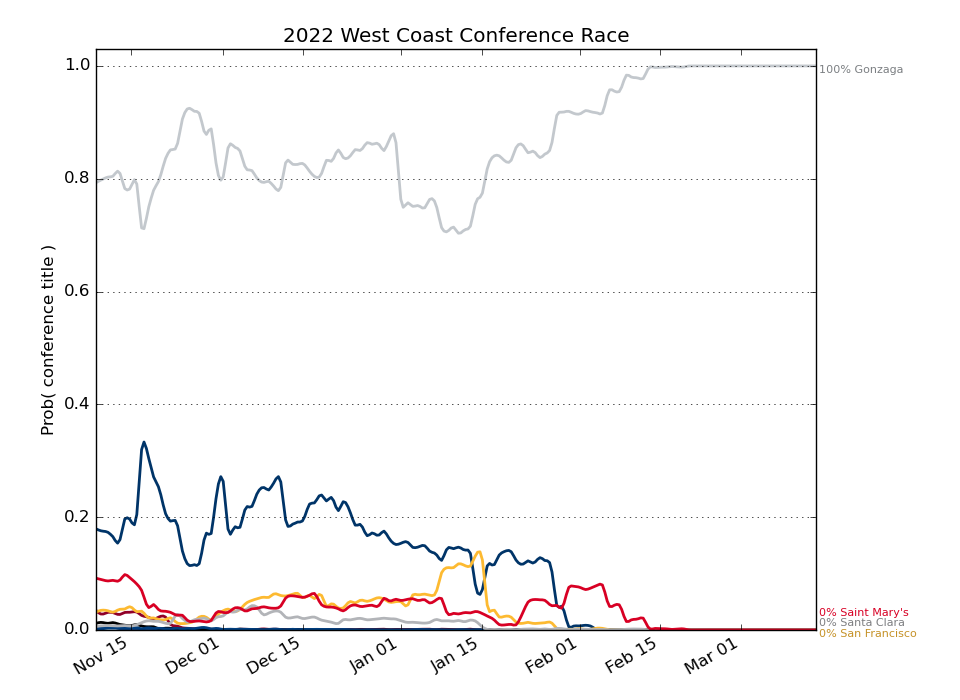 2022 West Coast Conference Race
Prob( conference title )
1.0
0.8
0.6
0.4
0.2
0.0
Nov 15
Dec 01
Dec 15
Jan 01
Jan 15
Feb 01
Feb 15
Mar 01
100% Gonzaga
0% Saint Mary's
0% Santa Clara
0% San Francisco